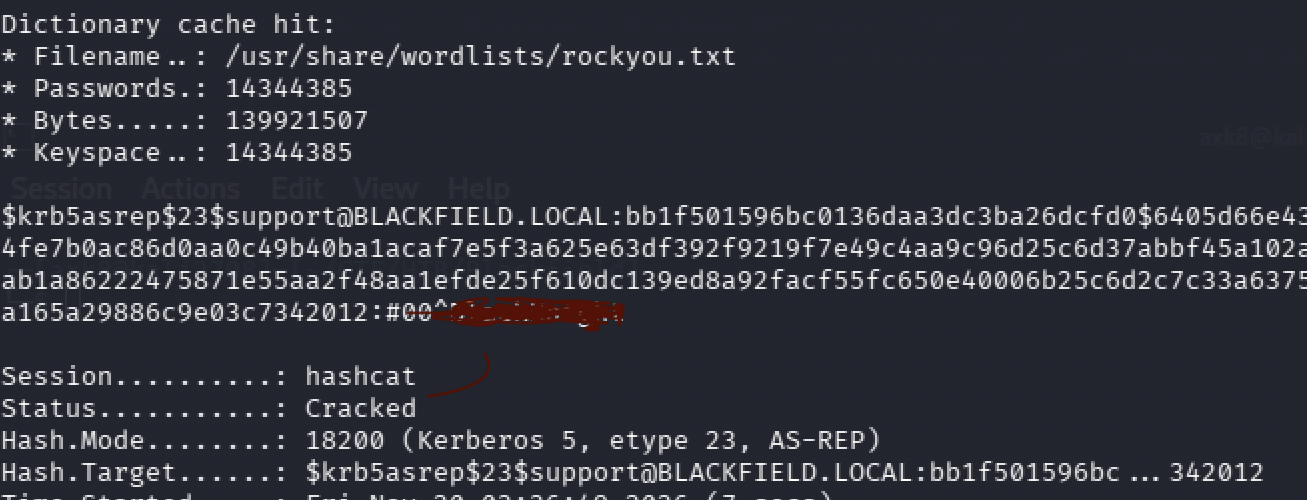 Dictionary cache hit:
* Filename..: /usr/share/wordlists/rockyou.txt
* Passwords.: 14344385
* Bytes.....: 139921507
* Keyspace..: 14344385
axk8@kal
Session Actions Edit View Help
$krb5asrep$23$support@BLACKFIELD.LOCAL:bb1f501596bc0136daa3dc3ba26dcfd0$6405d66e43
4fe7b0ac86d0aa0c49b40ba1acaf7e5f3a625e63df392f9219f7e49c4aa9c96d25c6d37abbf45a102a
ab1a86222475871e55aa2f48aa1efde25f610dc139ed8a92facf55fc650e40006b25c6d2c7c33a6375
a165a29886c9e03c7342012:#00^
Session..........: hashcat
Status...........: Cracked
Hash.Mode........: 18200 (Kerberos 5, etype 23, AS-REP)
Hash.Target......: $krb5asrep$23$support@BLACKFIELD.LOCAL:bb1f501596bc...342012